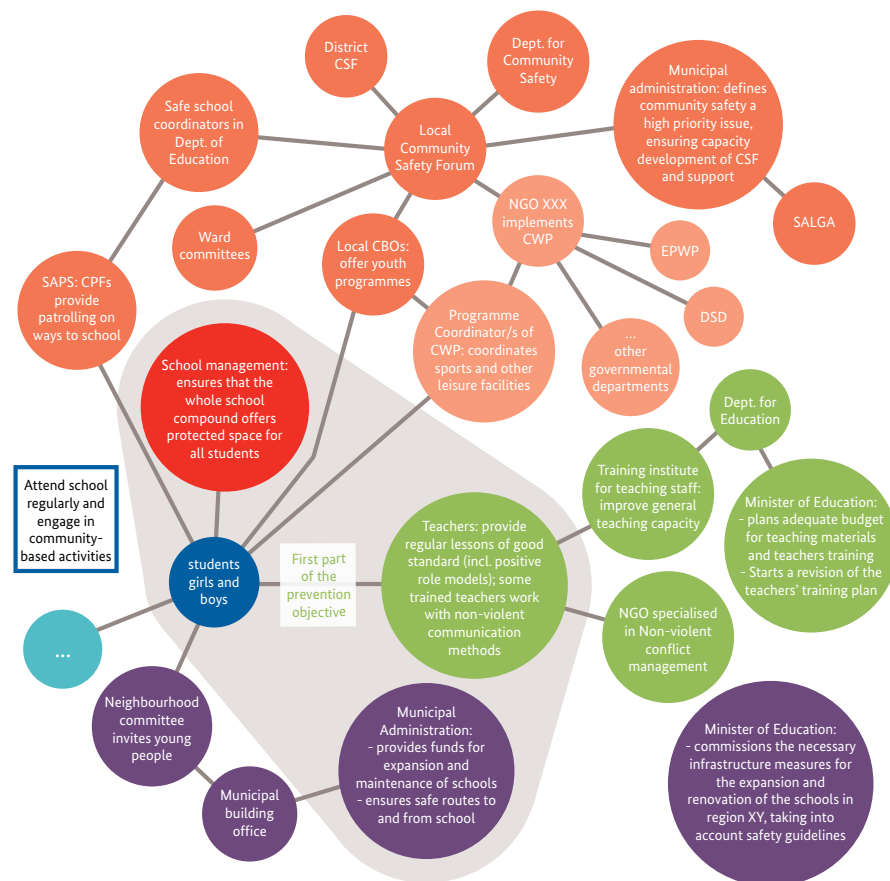 District
CSF
Dept. for
Community
Safety
Municipal
administration: defines
community safety a
high priority issue,
ensuring capacity
development of CSF
and support
Safe school
coordinators in
Dept. of
Education
Local
Community
Safety Forum
NGO XXX
implements
CWP
SALGA
Ward
committees
Local CBOs:
offer youth
programmes
EPWP
SAPS: CPFs
provide
patrolling on
ways to school
DSD
Programme
Coordinator/s of
CWP: coordinates
sports and other
leisure facilities
...
other
governmental
departments
School management:
ensures that the
whole school
compound offers
protected space for
all students
Dept. for
Education
Attend school
regularly and
engage in
community-
based activities
Training institute
for teaching staff:
improve general
teaching capacity
Minister of Education:
- plans adequate budget
for teaching materials
and teachers training
- Starts a revision of the
teachers' training plan
students
girls and
boys
First part
of the
prevention
objective
Teachers: provide
regular lessons of good
standard (incl. positive
role models); some
trained teachers work
with non-violent
communication
methods
NGO specialised
in Non-violent
conflict
management
...
Neighbourhood
committee
invites young
people
Municipal
Administration:
- provides funds for
expansion and
maintenance of schools
- ensures safe routes to
and from school
Minister of Education:
- commissions the necessary
infrastructure measures for
the expansion and
renovation of the schools in
region XY, taking into
account safety guidelines
Municipal
building
office